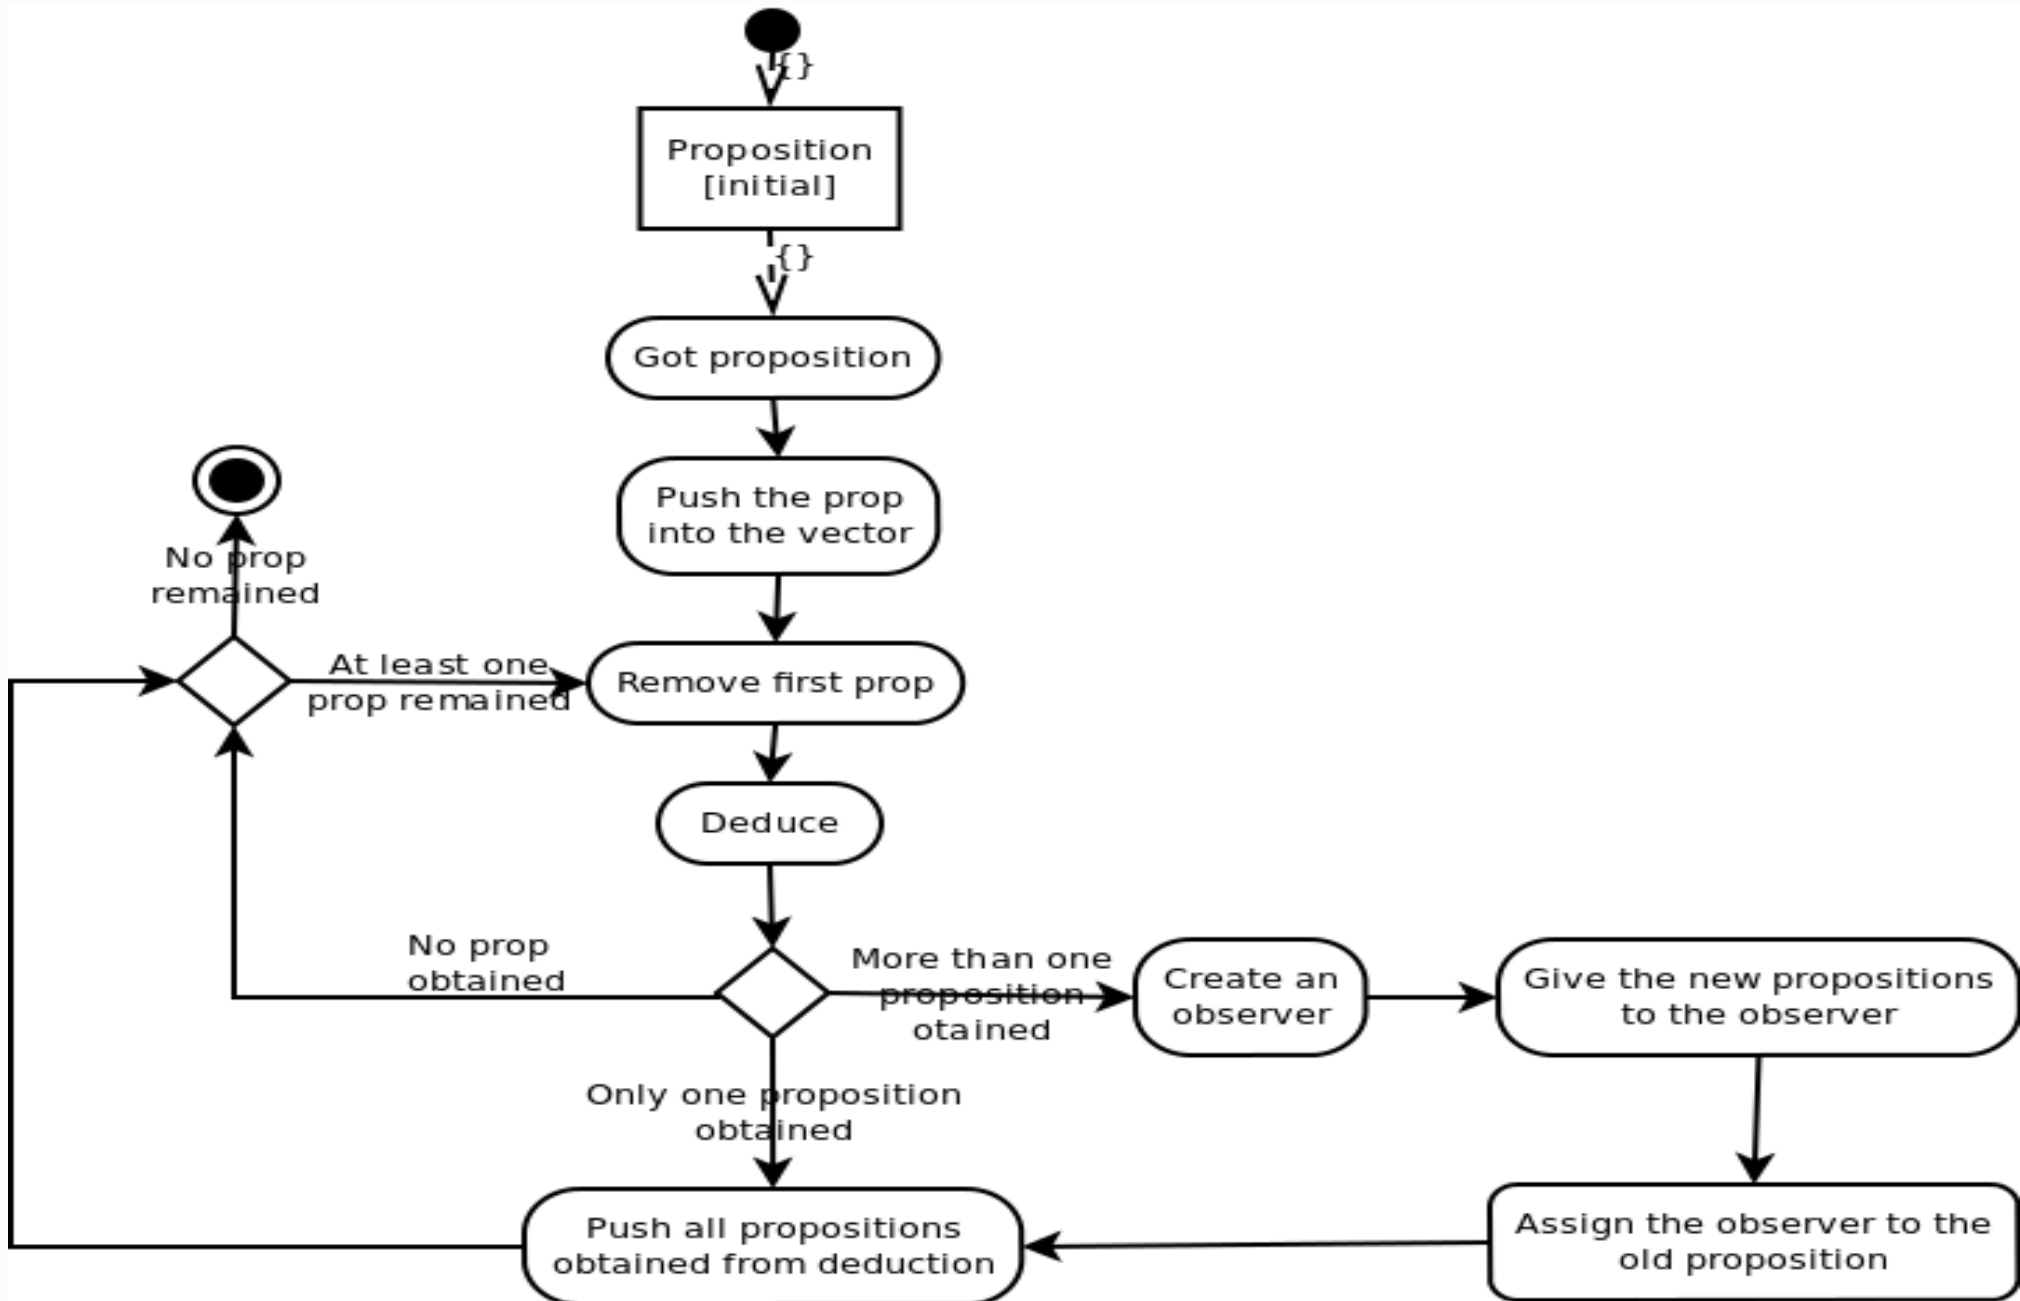 {}
Proposition
[initial]
{}
Got proposition
Push the prop
into the vector
No prop
remained
At least one
prop remained
Remove first prop
Deduce
No prop
obtained
More than one
proposition
otained
Create an
observer
Give the new propositions
to the observer
Only one proposition
obtained
Push all propositions
obtained from deduction
Assign the observer to the
old proposition